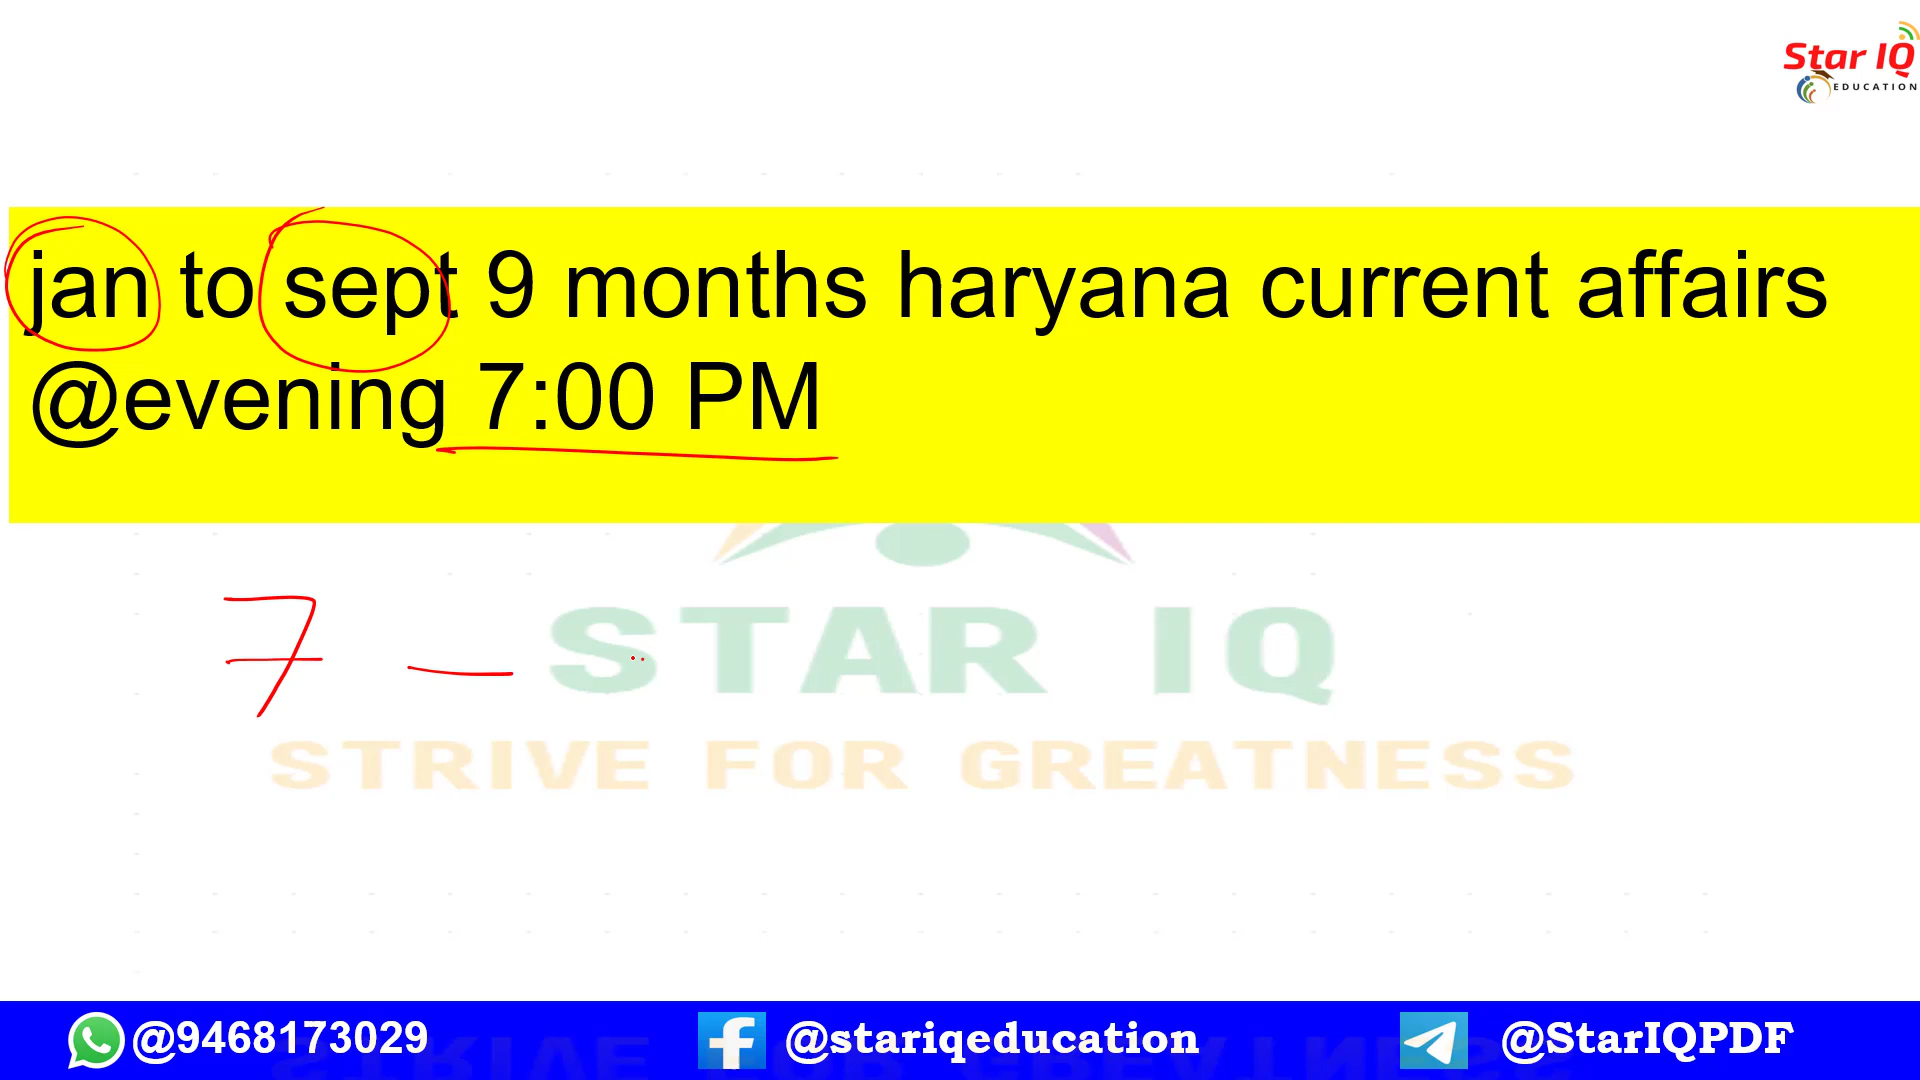 Star IQ
EDUCATION
jan to sept 9 months haryana current affairs
@evening 7:00 PM
7 –
STAR IQ
STRIVE FOR GREATNESS
@9468173029
@stariqeducation
@StarIQPDF